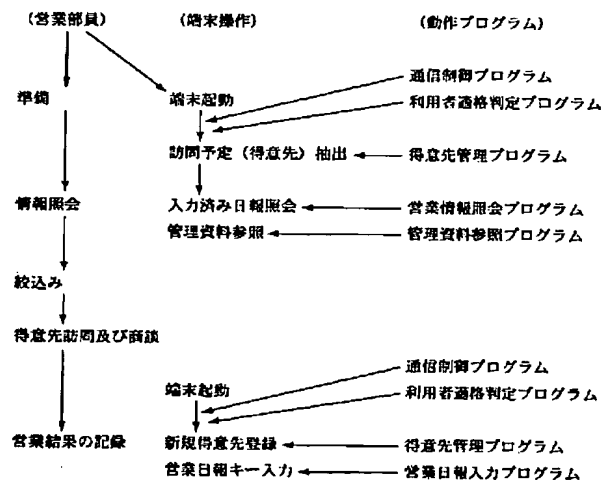 (営業部員) (端末操作) (動作プログラム)
通信制御プログラム
準備 端末起動 利用者適格判定プログラム
訪問予定(得意先)抽出 得意先管理プログラム
情報照会 入力済み日報照会 営業情報照会プログラム
管理資料参照 管理資料参照プログラム
絞込み
得意先訪問及び商談
通信制御プログラム
端末起動 利用者適格判定プログラム
営業結果の記録 新規得意先登録 得意先管理プログラム
営業日報キー入力 営業日報入力プログラム